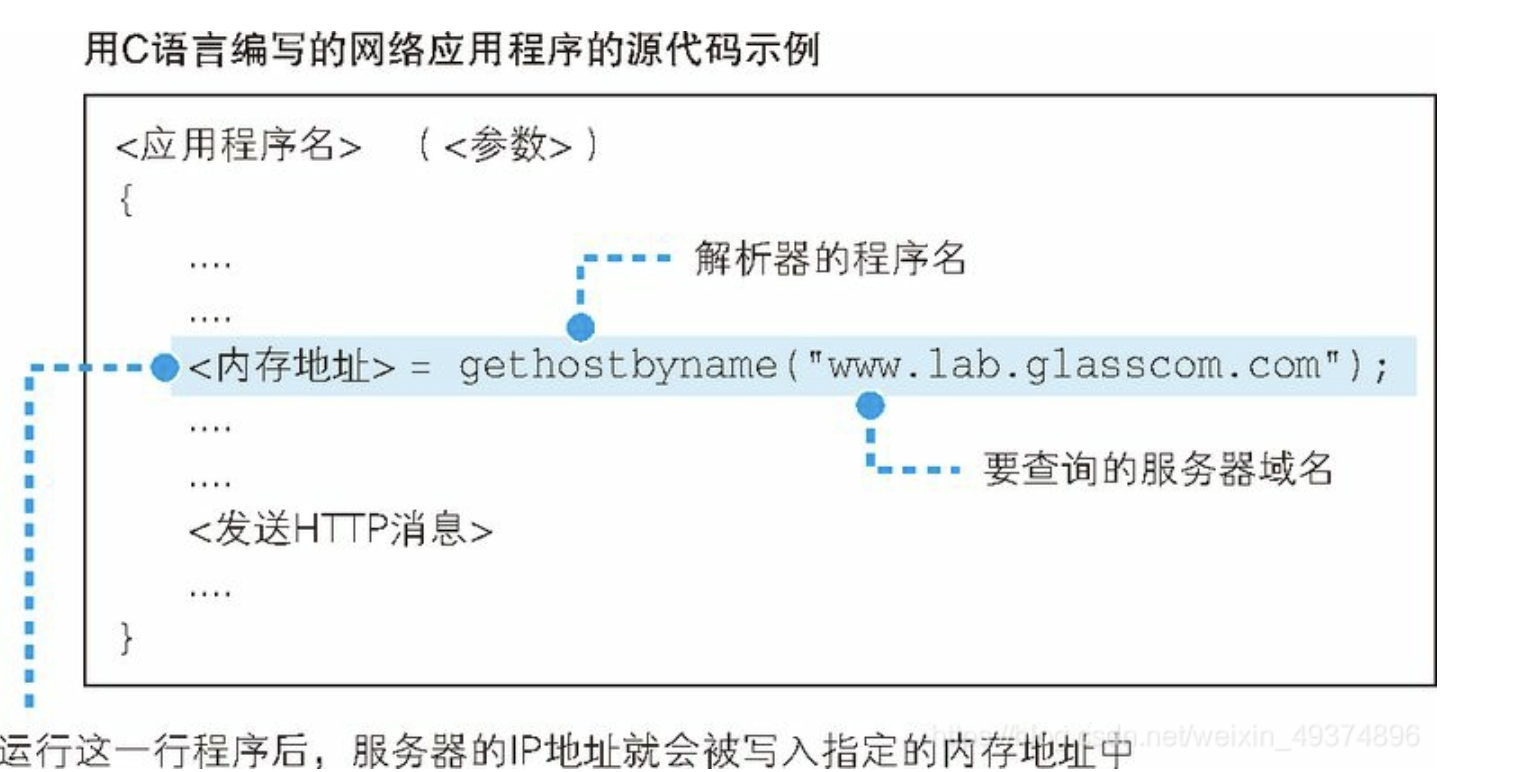 用C语言编写的网络应用程序的源代码示例
<应用程序名> (<参数>)
{
....
解析器的程序名
....
<内存地址> = gethostbyname("www.lab.glasscom.com");
....
要查询的服务器域名
....
<发送HTTP消息>
....
}
运行这一行程序后，服务器的IP地址就会被写入指定的内存地址中
https://blog.csdn.net/weixin_49374896